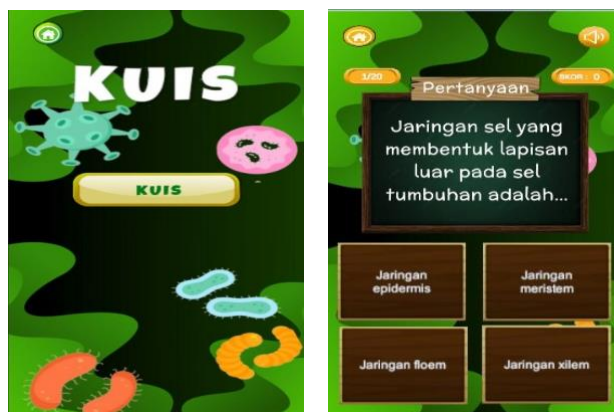 KUIS
KUIS
1/20
SKOR : 0
Pertanyaan
Jaringan sel yang
membentuk lapisan
luar pada sel
tumbuhan adalah...
Jaringan
epidermis
Jaringan
meristem
Jaringan floem
Jaringan xilem